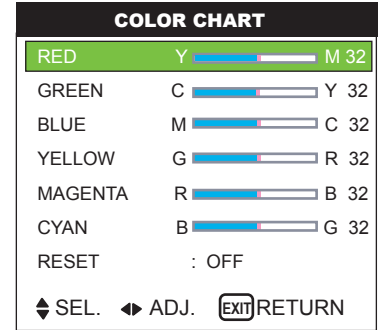 COLOR CHART
RED Y M 32
GREEN C Y 32
BLUE M C 32
YELLOW G R 32
MAGENTA R B 32
CYAN B G 32
RESET : OFF
SEL. ADJ. EXIT RETURN